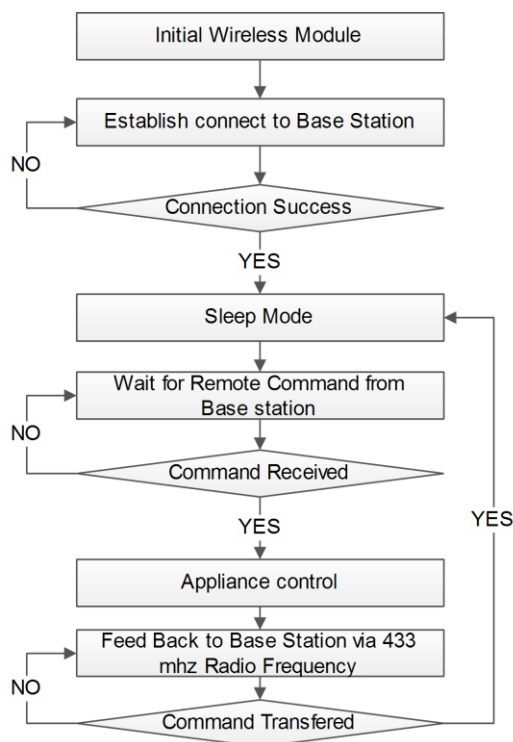 Initial Wireless Module
Establish connect to Base Station
NO
Connection Success
YES
Sleep Mode
Wait for Remote Command from
Base station
NO
Command Received
YES
YES
Appliance control
Feed Back to Base Station via 433
mhz Radio Frequency
NO
Command Transfered